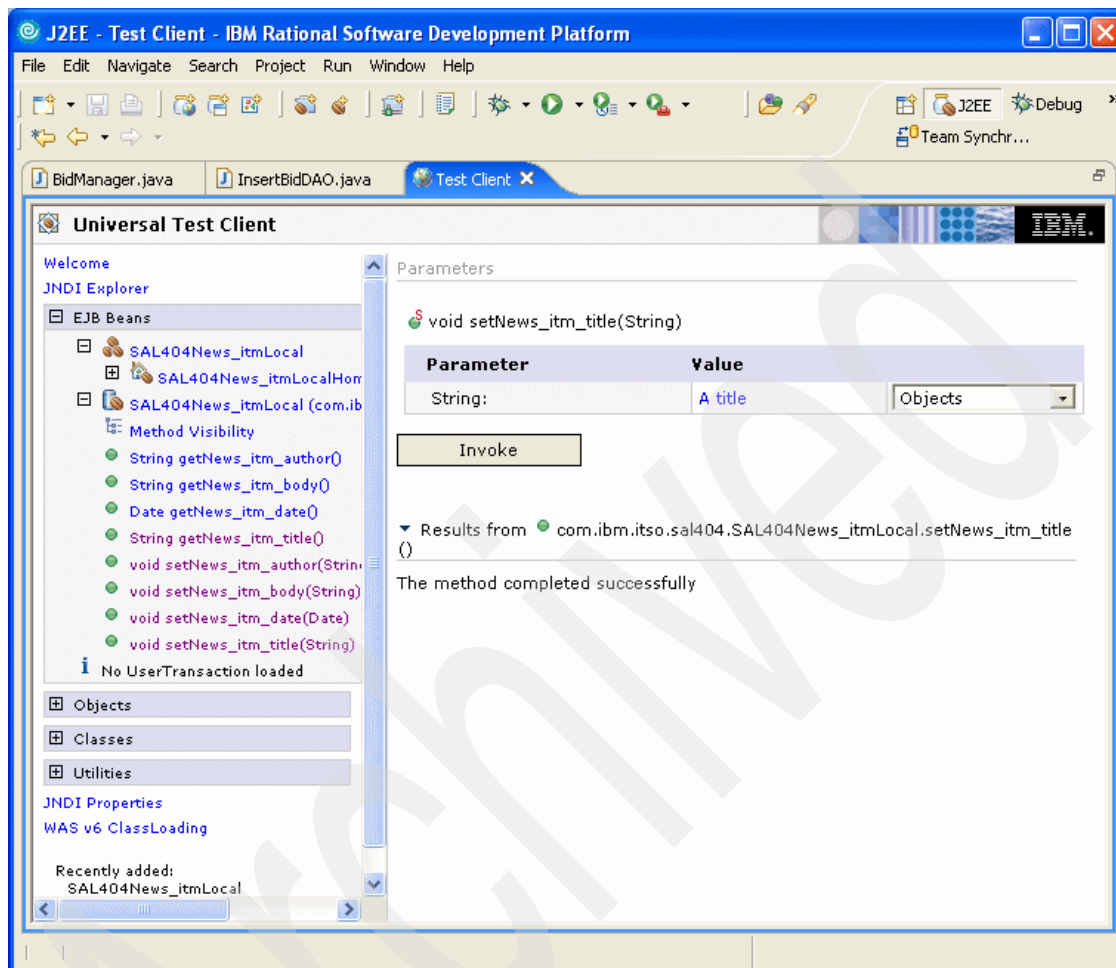 J2EE - Test Client - IBM Rational Software Development Platform
File Edit Navigate Search Project Run Window Help
J2EE Debug
Team Synchr...
BidManager.java InsertBidDAO.java Test Client
Universal Test Client IBM.
Welcome
JNDI Explorer
EJB Beans
SAL404News_itmLocal
SAL404News_itmLocalHom
SAL404News_itmLocal (com.ib
Method Visibility
String getNews_itm_author()
String getNews_itm_body()
Date getNews_itm_date()
String getNews_itm_title()
void setNews_itm_author(Strin
void setNews_itm_body(String)
void setNews_itm_date(Date)
void setNews_itm_title(String)
No UserTransaction loaded
Objects
Classes
Utilities
JNDI Properties
WAS v6 ClassLoading
Recently added:
SAL404News_itmLocal
Parameters
void setNews_itm_title(String)
Parameter Value
String: A title Objects
Invoke
Results from com.ibm.itso.sal404.SAL404News_itmLocal.setNews_itm_title
()
The method completed successfully
Archived